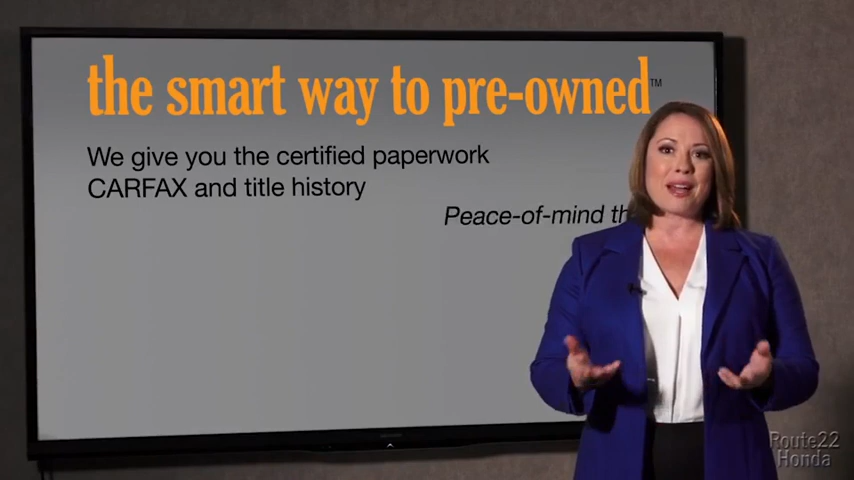 the smart way to pre-owned™
We give you the certified paperwork
CARFAX and title history
Peace-of-mind
Route22
Honda